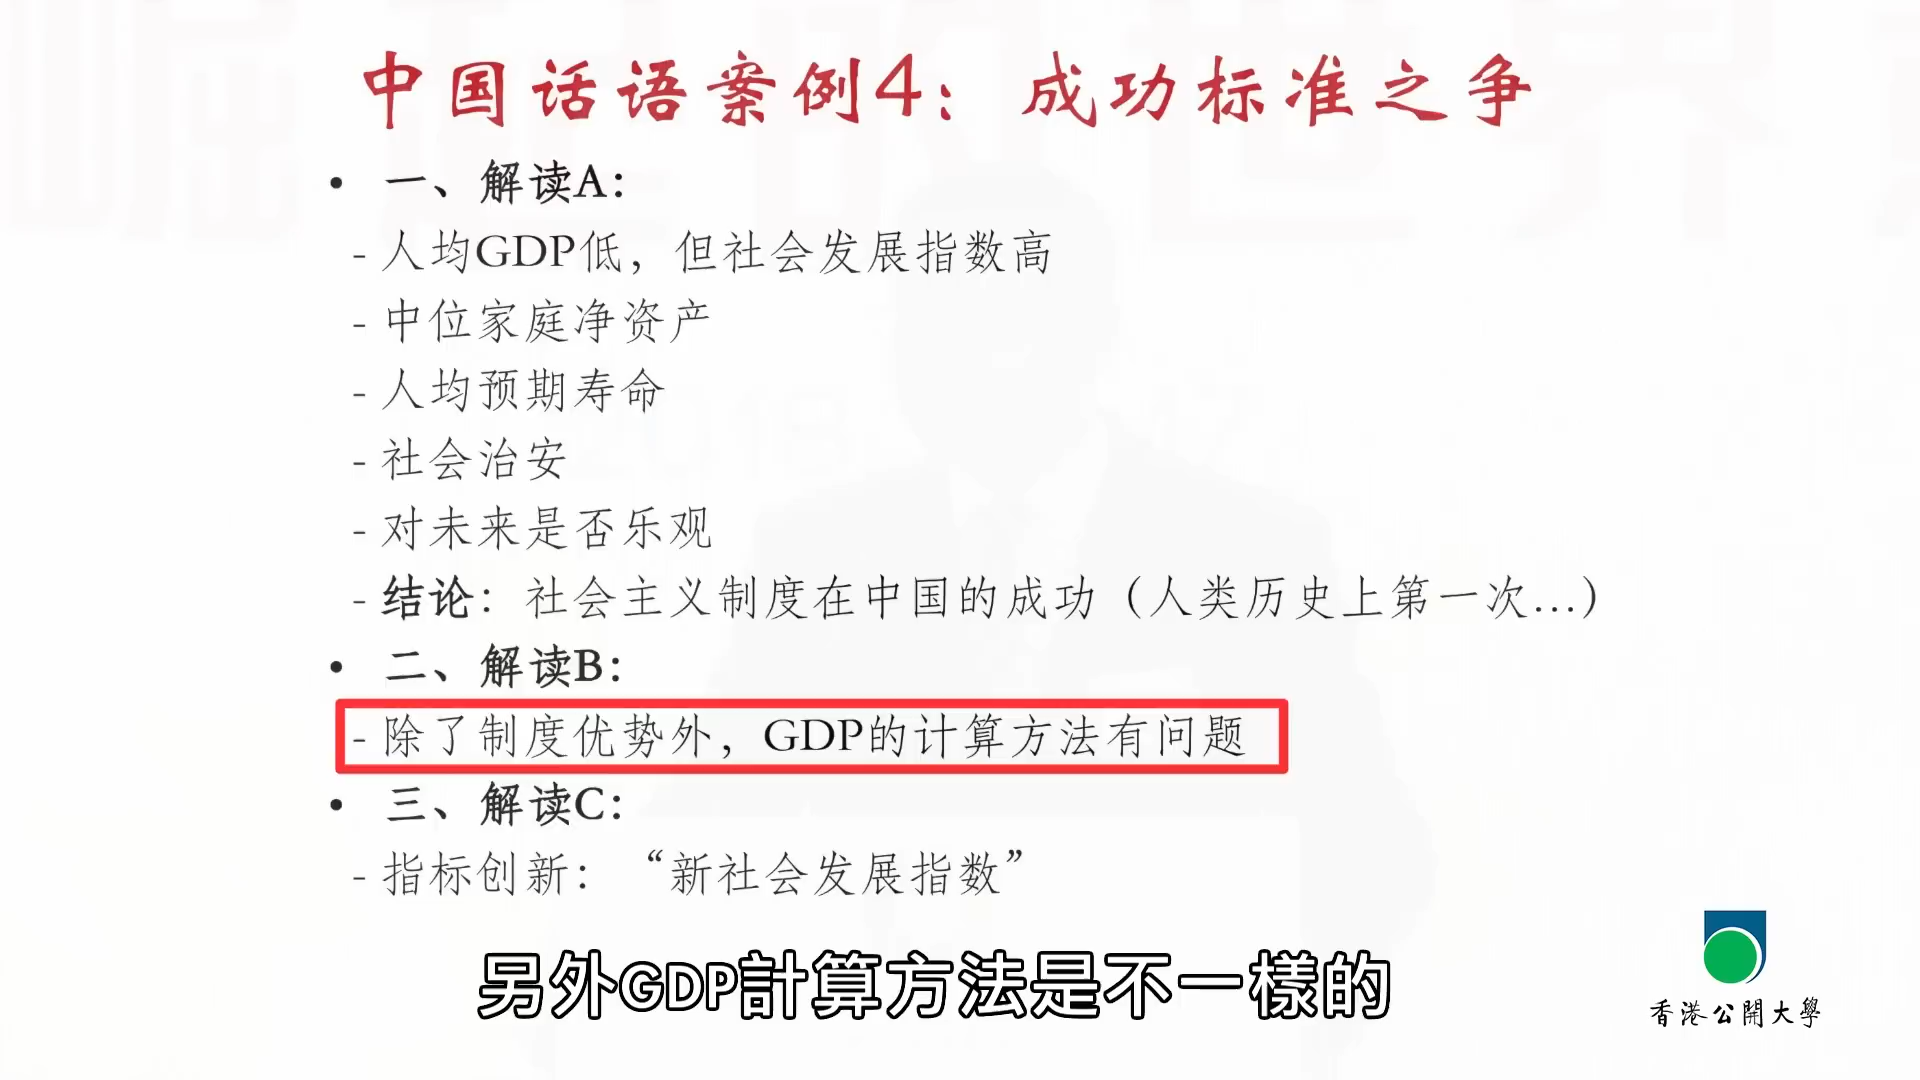 中国话语案例4：成功标准之争
• 一、解读A：
- 人均GDP低，但社会发展指数高
- 中位家庭净资产
- 人均预期寿命
- 社会治安
- 对未来是否乐观
- 结论：社会主义制度在中国的成功（人类历史上第一次…）
• 二、解读B：
- 除了制度优势外，GDP的计算方法有问题
• 三、解读C：
- 指标创新：“新社会发展指数”
另外GDP計算方法是不一樣的
香港公開大學